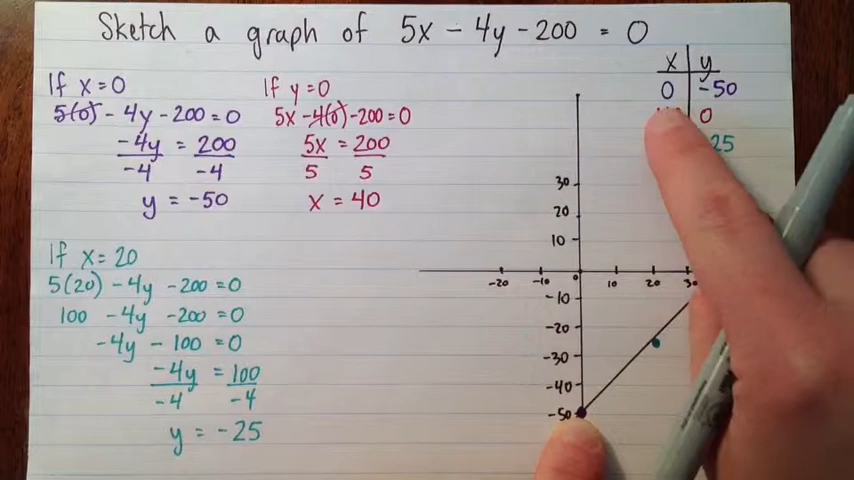 Sketch a graph of 5x - 4y - 200 = 0
If x=0
5(0) - 4y - 200 = 0
-4y = 200
-4 -4
y = -50
If y=0
5x - 4(0) - 200 = 0
5x = 200
5 5
x = 40
If x=20
5(20) - 4y - 200 = 0
100 - 4y - 200 = 0
-4y - 100 = 0
-4y = 100
-4 -4
y = -25
x y
0 -50
0
25
30
20
10
-20 -10 0 10 20
-10
-20
-30
-40
-50